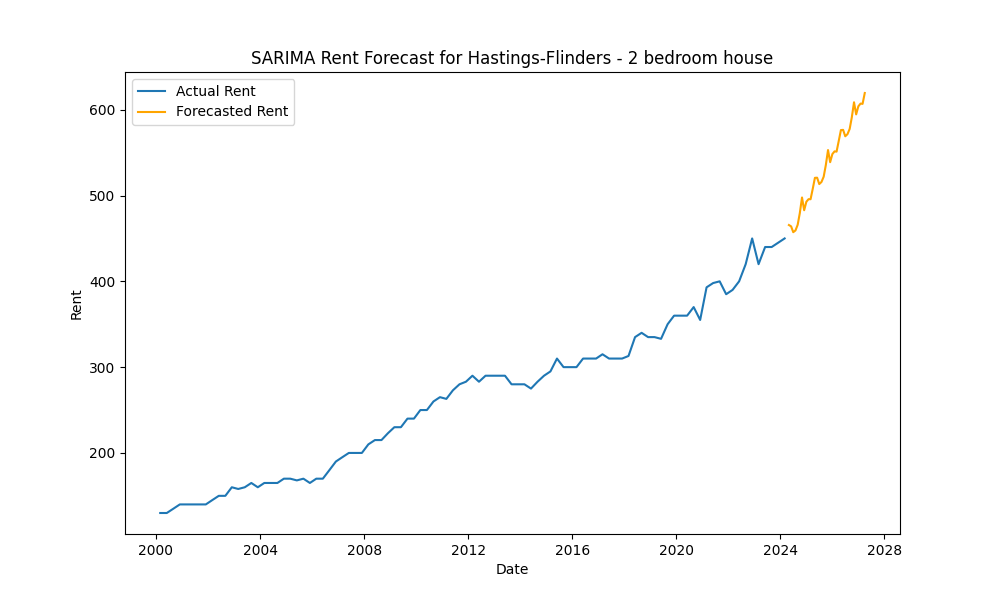 SARIMA Rent Forecast for Hastings-Flinders - 2 bedroom house
Actual Rent
Forecasted Rent
600
500
400
300
200
Rent
2000 2004 2008 2012 2016 2020 2024 2028
Date